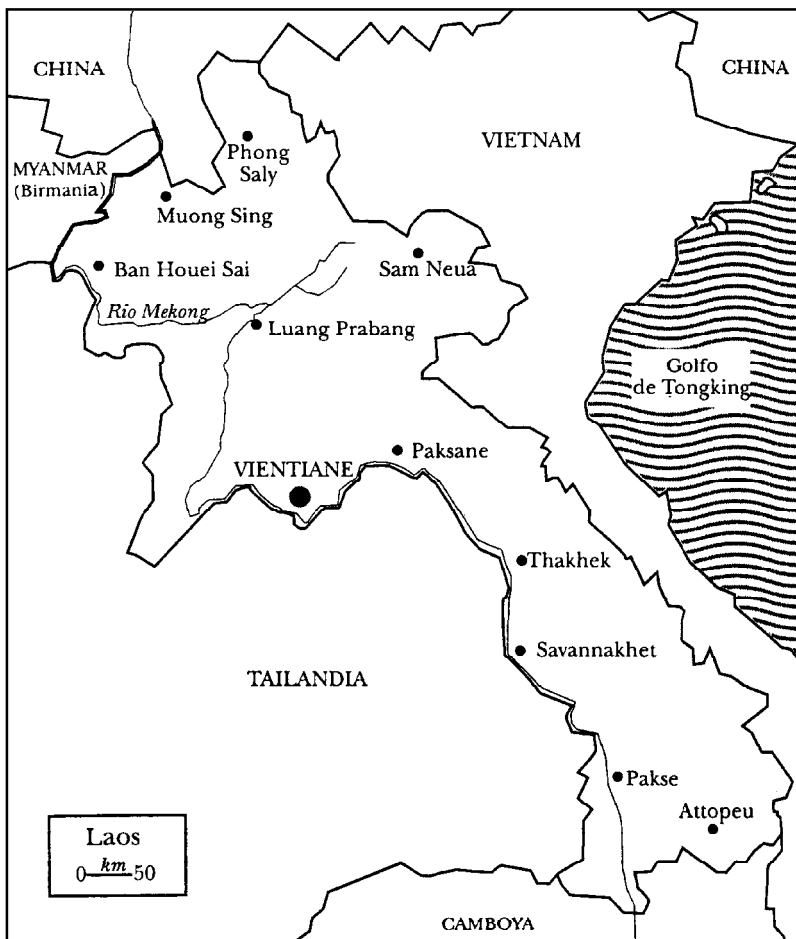 CHINA
CHINA
VIETNAM
Phong
Saly
MYANMAR
(Birmania)
Muong Sing
Ban Houei Sai
Sam Neua
Río Mekong
Luang Prabang
Golfo
de Tongking
Paksane
VIENTIANE
Thakhek
Savannakhet
TAILANDIA
Pakse
Attopeu
Laos
0 km 50
CAMBOYA